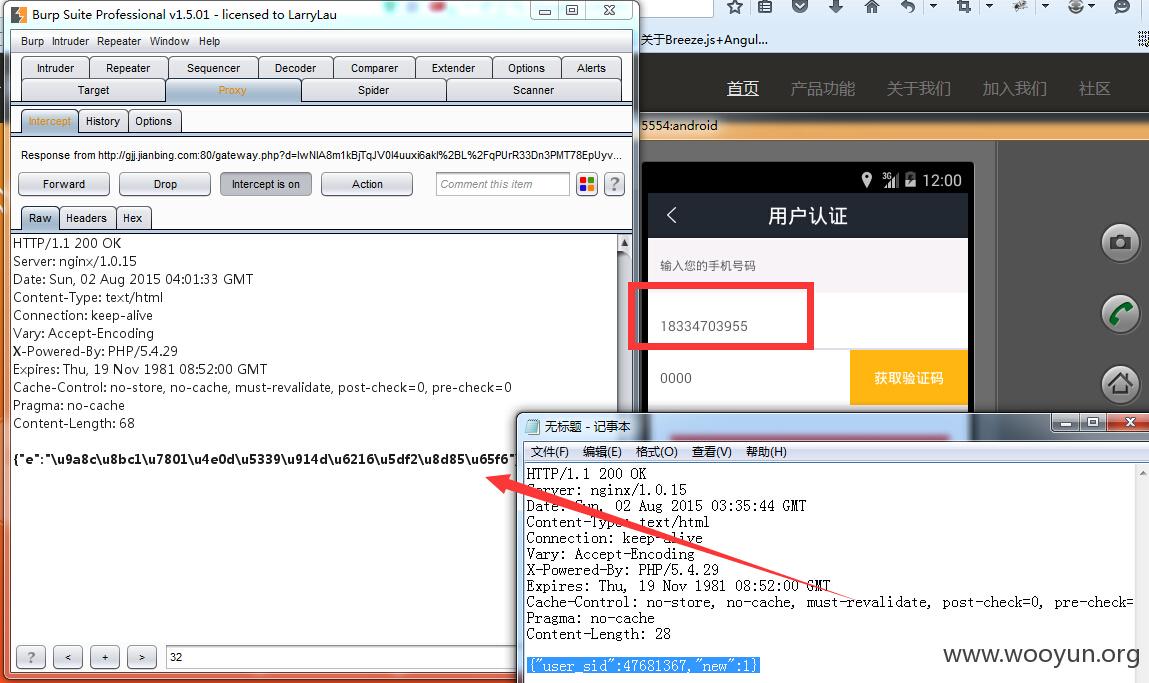 Burp Suite Professional v1.5.01 - licensed to LarryLau
Burp Intruder Repeater Window Help
Intruder Repeater Sequencer Decoder Comparer Extender Options Alerts
Target Proxy Spider Scanner
Intercept History Options
Response from http://gjj.jianbing.com:80/gateway.php?d=IwNlA8m1kBjTqJV0l4uuxi6akl%2BL%2FqPUrR33Dn3PMT78EpUyv...
Forward Drop Intercept is on Action Comment this item ?
Raw Headers Hex
HTTP/1.1 200 OK
Server: nginx/1.0.15
Date: Sun, 02 Aug 2015 04:01:33 GMT
Content-Type: text/html
Connection: keep-alive
Vary: Accept-Encoding
X-Powered-By: PHP/5.4.29
Expires: Thu, 19 Nov 1981 08:52:00 GMT
Cache-Control: no-store, no-cache, must-revalidate, post-check=0, pre-check=0
Pragma: no-cache
Content-Length: 68
{"e":"\u9a8c\u8bc1\u7801\u4e0d\u5339\u914d\u6216\u5df2\u8d85\u65f6"
? < + > 32
关于Breeze.js+Angul...
首页 产品功能 关于我们 加入我们 社区
5554:android
3G 12:00
用户认证
输入您的手机号码
18334703955
0000 获取验证码
无标题 - 记事本
文件(F) 编辑(E) 格式(O) 查看(V) 帮助(H)
HTTP/1.1 200 OK
Server: nginx/1.0.15
Date: Sun, 02 Aug 2015 03:35:44 GMT
Content-Type: text/html
Connection: keep-alive
Vary: Accept-Encoding
X-Powered-By: PHP/5.4.29
Expires: Thu, 19 Nov 1981 08:52:00 GMT
Cache-Control: no-store, no-cache, must-revalidate, post-check=0, pre-check=
Pragma: no-cache
Content-Length: 28
{"user_sid":47681367,"new":1}
www.wooyun.org